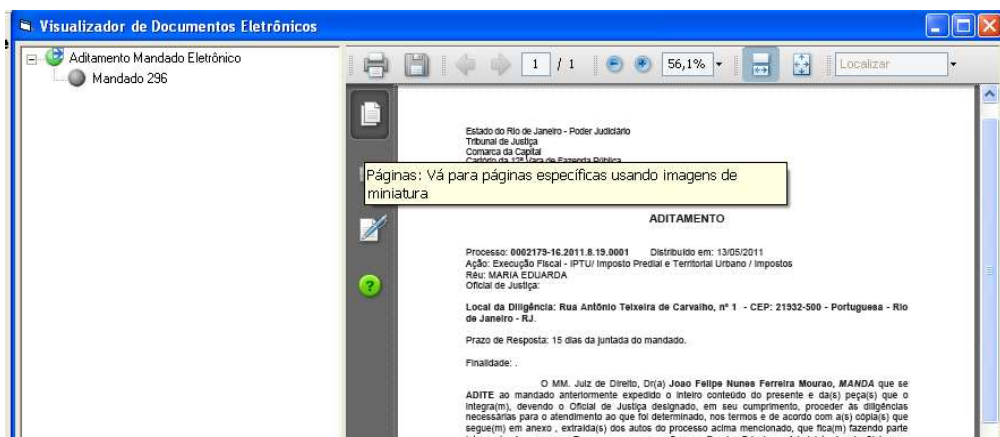 Visualizador de Documentos Eletrônicos
Aditamento Mandado Eletrônico
Mandado 296
1 / 1
56,1%
Localizar
Estado do Rio de Janeiro - Poder Judiciário
Tribunal de Justiça
Comarca da Capital
Cartório da 12ª Vara de Fazenda Pública
Páginas: Vá para páginas específicas usando imagens de
miniatura
ADITAMENTO
Processo: 0002179-16.2011.8.19.0001 Distribuído em: 13/05/2011
Ação: Execução Fiscal - IPTU/ Imposto Predial e Territorial Urbano / Impostos
Réu: MARIA EDUARDA
Oficial de Justiça:
Local da Diligência: Rua Antônio Teixeira de Carvalho, nº 1 - CEP: 21932-500 - Portuguesa - Rio
de Janeiro - RJ.
Prazo de Resposta: 15 dias da juntada do mandado.
Finalidade: .
O MM. Juiz de Direito, Dr(a) Joao Felipe Nunes Ferreira Mourao, MANDA que se
ADITE ao mandado anteriormente expedido o inteiro conteúdo do presente e da(s) peça(s) que o
integra(m), devendo o Oficial de Justiça designado, em seu cumprimento, proceder às diligências
necessárias para o atendimento ao que foi determinado, nos termos e de acordo com a(s) cópia(s) que
segue(m) em anexo , extraída(s) dos autos do processo acima mencionado, que fica(m) fazendo parte